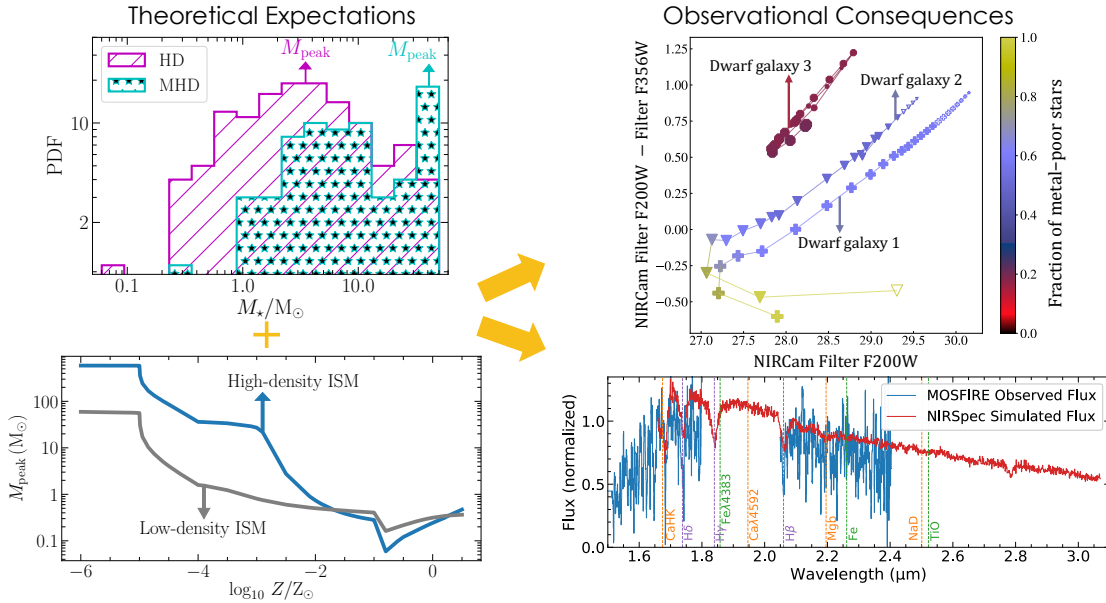 Theoretical Expectations
Observational Consequences
PDF
10
2
HD
MHD
M_peak
M_peak
0.1
1.0
10.0
M⋆/M⊙
+
M_peak (M⊙)
100
10
1
0.1
High-density ISM
Low-density ISM
−6
−4
−2
0
log₁₀ Z/Z⊙
NIRCam Filter F200W − Filter F356W
1.25
1.00
0.75
0.50
0.25
0.00
−0.25
−0.50
Dwarf galaxy 3
Dwarf galaxy 2
Dwarf galaxy 1
27.0
27.5
28.0
28.5
29.0
29.5
30.0
NIRCam Filter F200W
1.0
0.8
0.6
0.4
0.2
0.0
Fraction of metal-poor stars
Flux (normalized)
1.0
0.5
0.0
MOSFIRE Observed Flux
NIRSpec Simulated Flux
CaHK
Hδ
Hγ
Feλ4383
Caλ4592
Hβ
Mgb
Fe
NaD
TiO
1.6
1.8
2.0
2.2
2.4
2.6
2.8
3.0
Wavelength (μm)